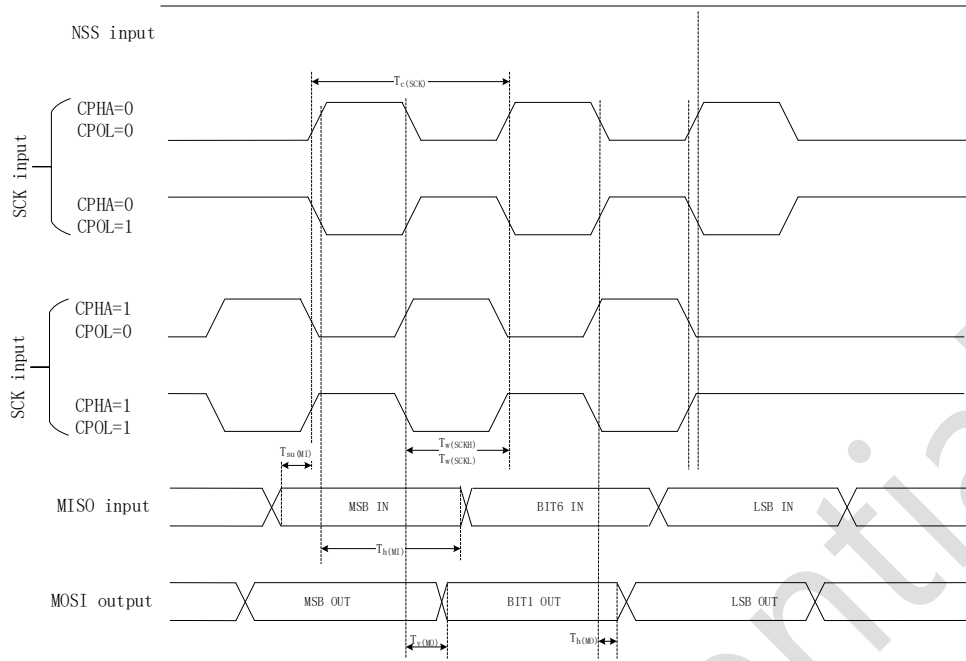 NSS input
Tc(SCK)
CPHA=0
CPOL=0
SCK input
CPHA=0
CPOL=1
CPHA=1
CPOL=0
SCK input
CPHA=1
CPOL=1
Tw(SCKH)
Tw(SCKL)
Tsu(MI)
MISO input
MSB IN
BIT6 IN
LSB IN
Th(MI)
MOSI output
MSB OUT
BIT1 OUT
LSB OUT
Tv(MO)
Th(MO)